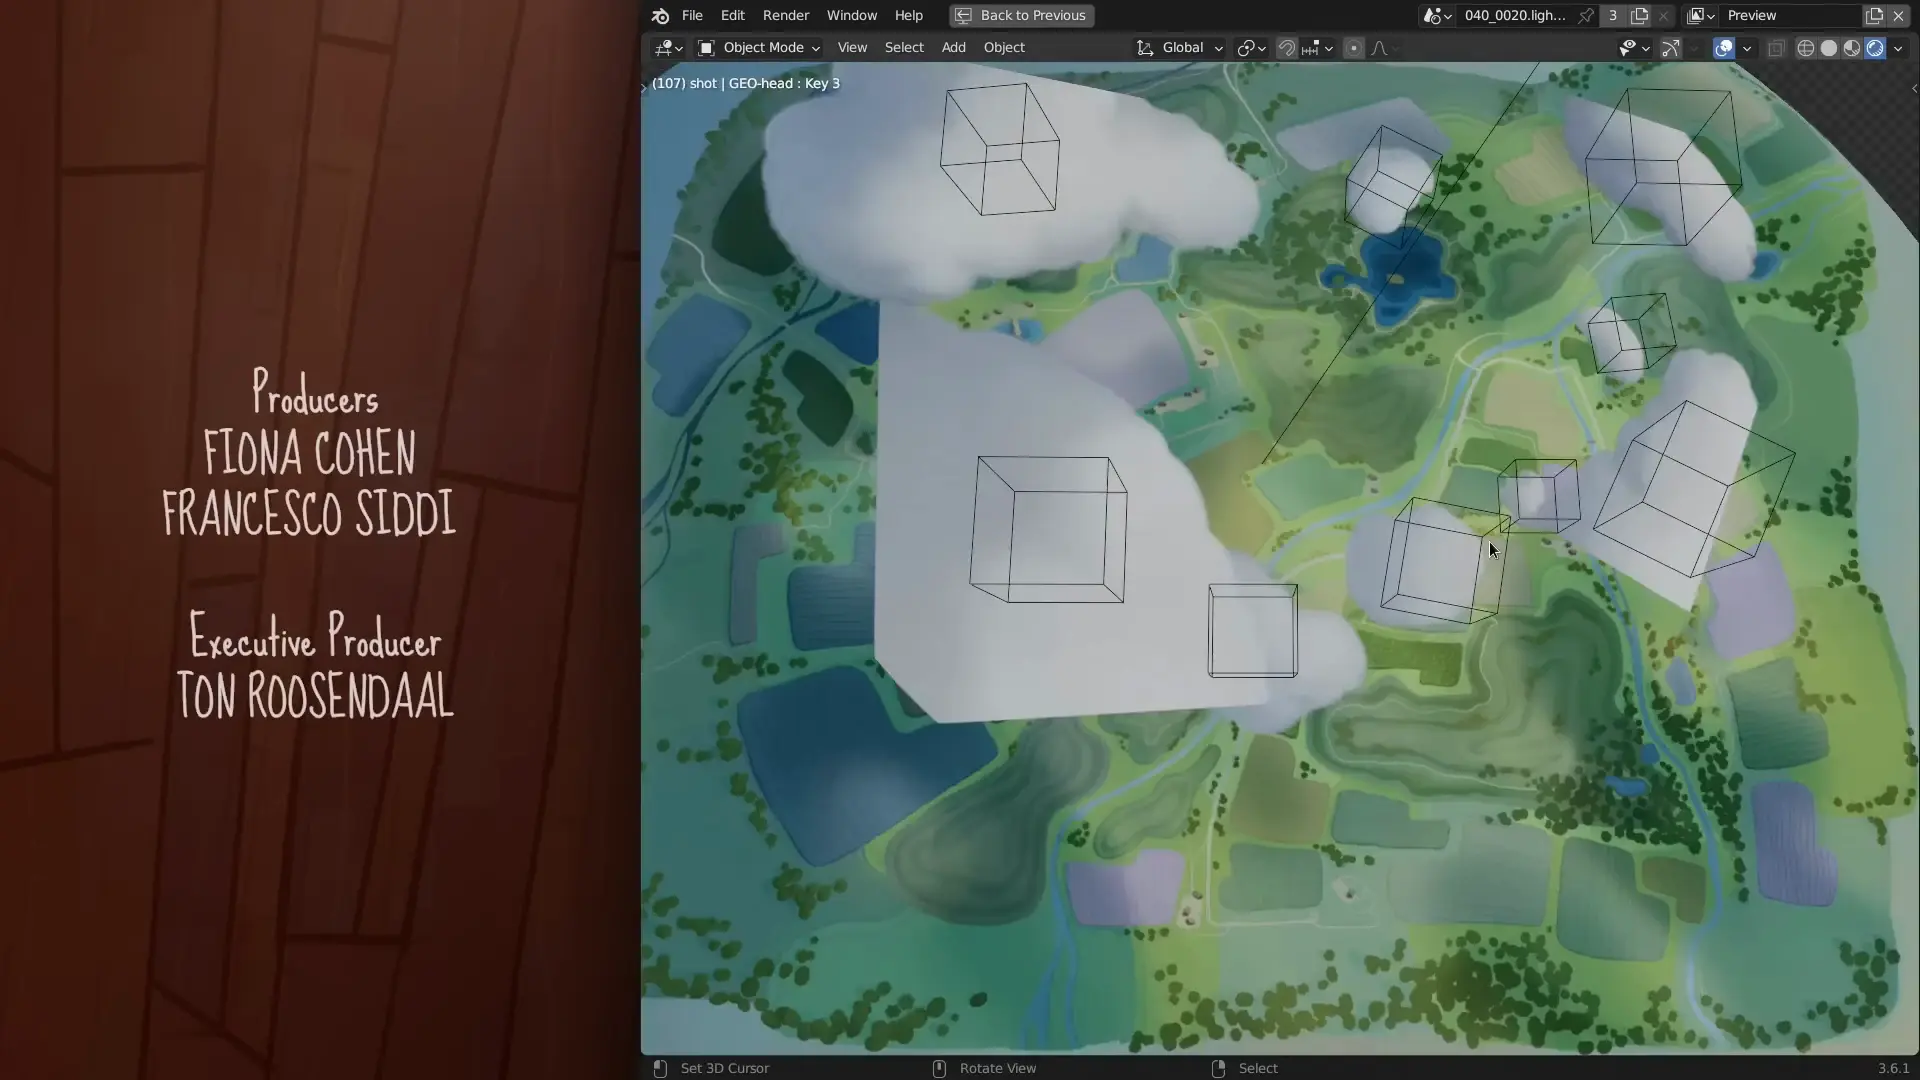 Producers
FIONA COHEN
FRANCESCO SIDDI
Executive Producer
TON ROOSENDAAL
File Edit Render Window Help Back to Previous 040_0020.ligh... 3 Preview
Object Mode View Select Add Object Global
(107) shot | GEO-head : Key 3
Set 3D Cursor Rotate View Select 3.6.1